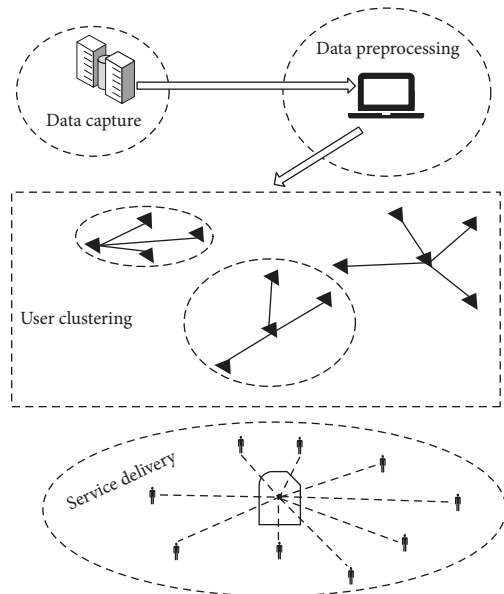 Data preprocessing
Data capture
User clustering
Service delivery